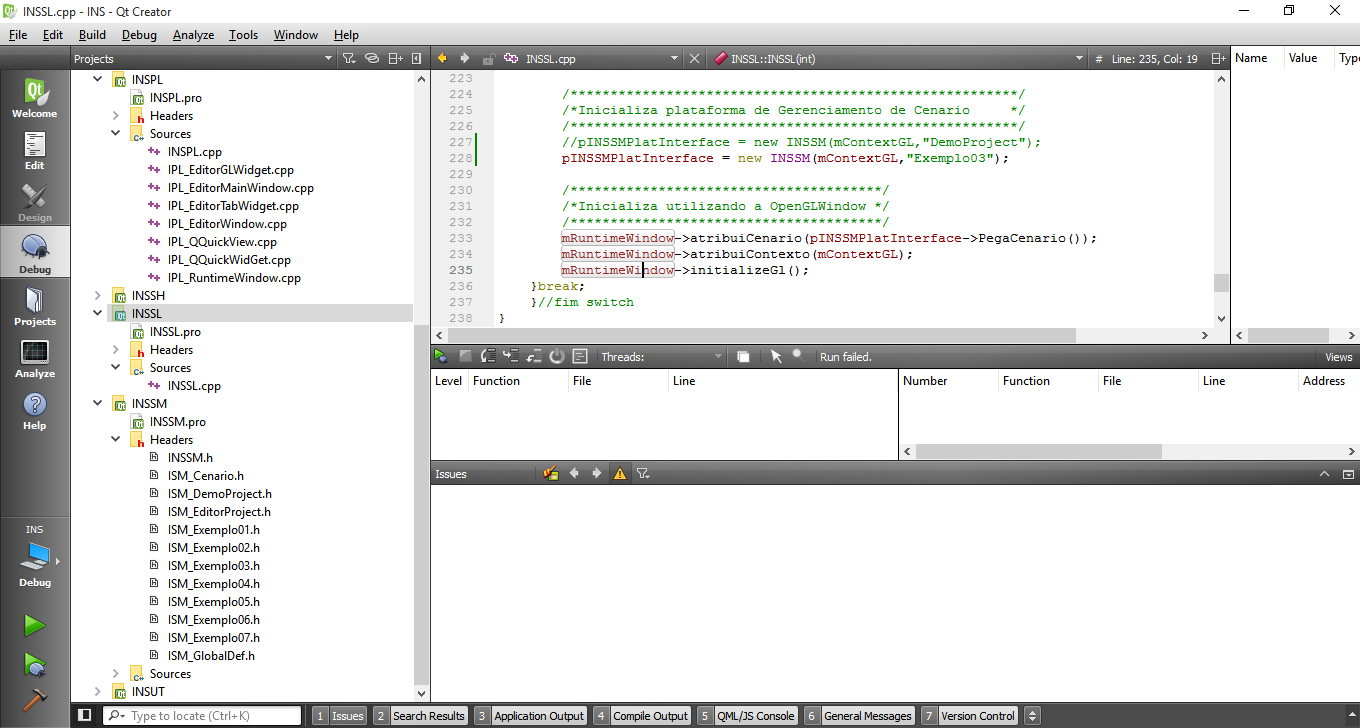 INSSL.cpp - INS - Qt Creator
File Edit Build Debug Analyze Tools Window Help
Projects
INSSL.cpp
INSSL::INSSL(int)
# Line: 235, Col: 19
Name Value Type
Welcome
Edit
Design
Debug
Projects
Analyze
Help
INS
Debug
INSPL
INSPL.pro
Headers
Sources
INSPL.cpp
IPL_EditorGLWidget.cpp
IPL_EditorMainWindow.cpp
IPL_EditorTabWidget.cpp
IPL_EditorWindow.cpp
IPL_QQuickView.cpp
IPL_QQuickWidGet.cpp
IPL_RuntimeWindow.cpp
INSSH
INSSL
INSSL.pro
Headers
Sources
INSSL.cpp
INSSM
INSSM.pro
Headers
INSSM.h
ISM_Cenario.h
ISM_DemoProject.h
ISM_EditorProject.h
ISM_Exemplo01.h
ISM_Exemplo02.h
ISM_Exemplo03.h
ISM_Exemplo04.h
ISM_Exemplo05.h
ISM_Exemplo06.h
ISM_Exemplo07.h
ISM_GlobalDef.h
Sources
INSUT
223
224 /********************************************************/
225 /*Inicializa plataforma de Gerenciamento de Cenario     */
226 /********************************************************/
227 //pINSSMPlatInterface = new INSSM(mContextGL,"DemoProject");
228 pINSSMPlatInterface = new INSSM(mContextGL,"Exemplo03");
229
230 /***************************************/
231 /*Inicializa utilizando a OpenGLWindow */
232 /***************************************/
233 mRuntimeWindow->atribuiCenario(pINSSMPlatInterface->PegaCenario());
234 mRuntimeWindow->atribuiContexto(mContextGL);
235 mRuntimeWindow->initializeGl();
236 }break;
237 }//fim switch
238 }
Threads:
Run failed.
Views
Level Function File Line
Number Function File Line Address
Issues
Type to locate (Ctrl+K)
1 Issues 2 Search Results 3 Application Output 4 Compile Output 5 QML/JS Console 6 General Messages 7 Version Control